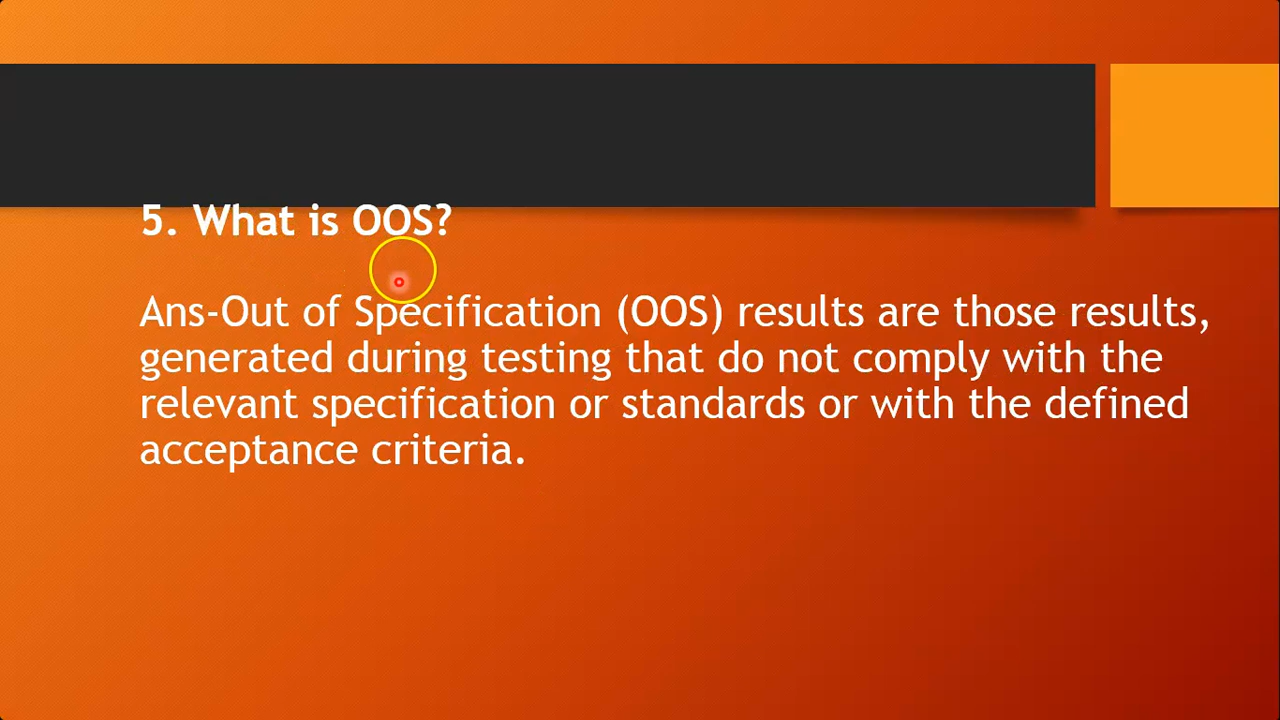 5. What is OOS?
Ans-Out of Specification (OOS) results are those results,
generated during testing that do not comply with the
relevant specification or standards or with the defined
acceptance criteria.